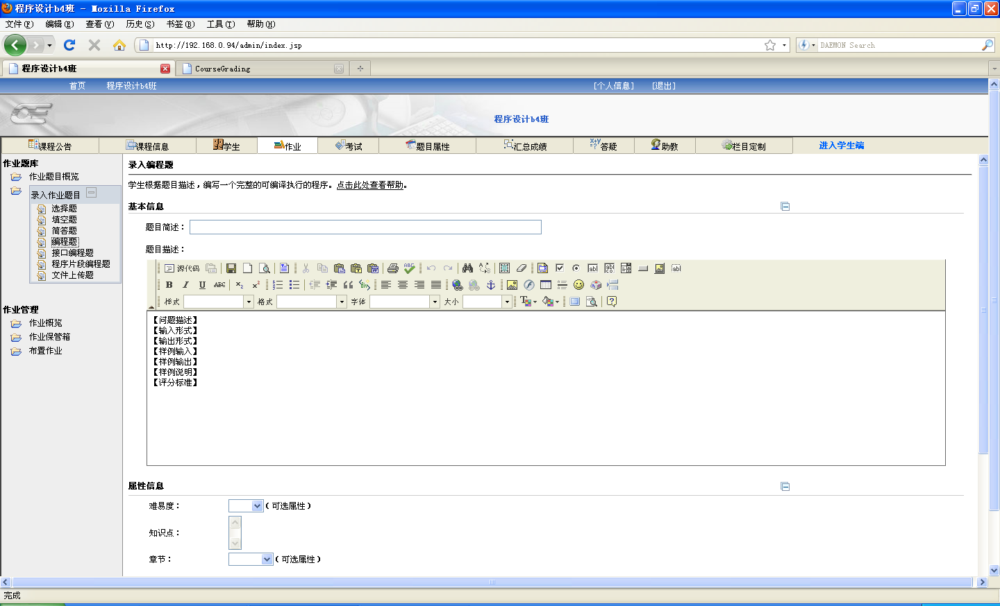 程序设计b4班 - Mozilla Firefox
文件(F) 编辑(E) 查看(V) 历史(S) 书签(B) 工具(T) 帮助(H)
http://192.168.0.94/admin/index.jsp DAEMON Search
程序设计b4班 CourseGrading
首页 程序设计b4班 [个人信息] [退出]
程序设计b4班
课程公告 课程信息 学生 作业 考试 题目属性 汇总成绩 答疑 助教 栏目定制 进入学生端
作业题库
作业题目概览
录入作业题目
选择题
填空题
简答题
编程题
接口编程题
程序片段编程题
文件上传题
作业管理
作业概览
作业保管箱
布置作业
录入编程题
学生根据题目描述，编写一个完整的可编译执行的程序。点击此处查看帮助。
基本信息
题目简述：
题目描述：
源代码
B I U ABC
样式 格式 字体 大小
【问题描述】
【输入形式】
【输出形式】
【样例输入】
【样例输出】
【样例说明】
【评分标准】
属性信息
难易度： （可选属性）
知识点：
章节： （可选属性）
完成